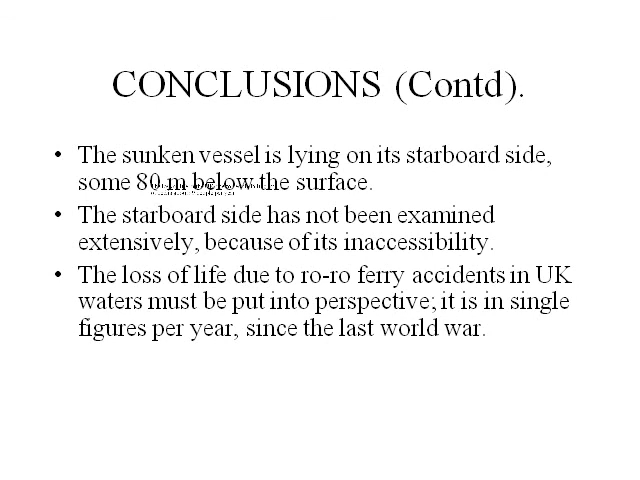 CONCLUSIONS (Contd).
• The sunken vessel is lying on its starboard side,
some 80 m below the surface.
• The starboard side has not been examined
extensively, because of its inaccessibility.
• The loss of life due to ro-ro ferry accidents in UK
waters must be put into perspective; it is in single
figures per year, since the last world war.